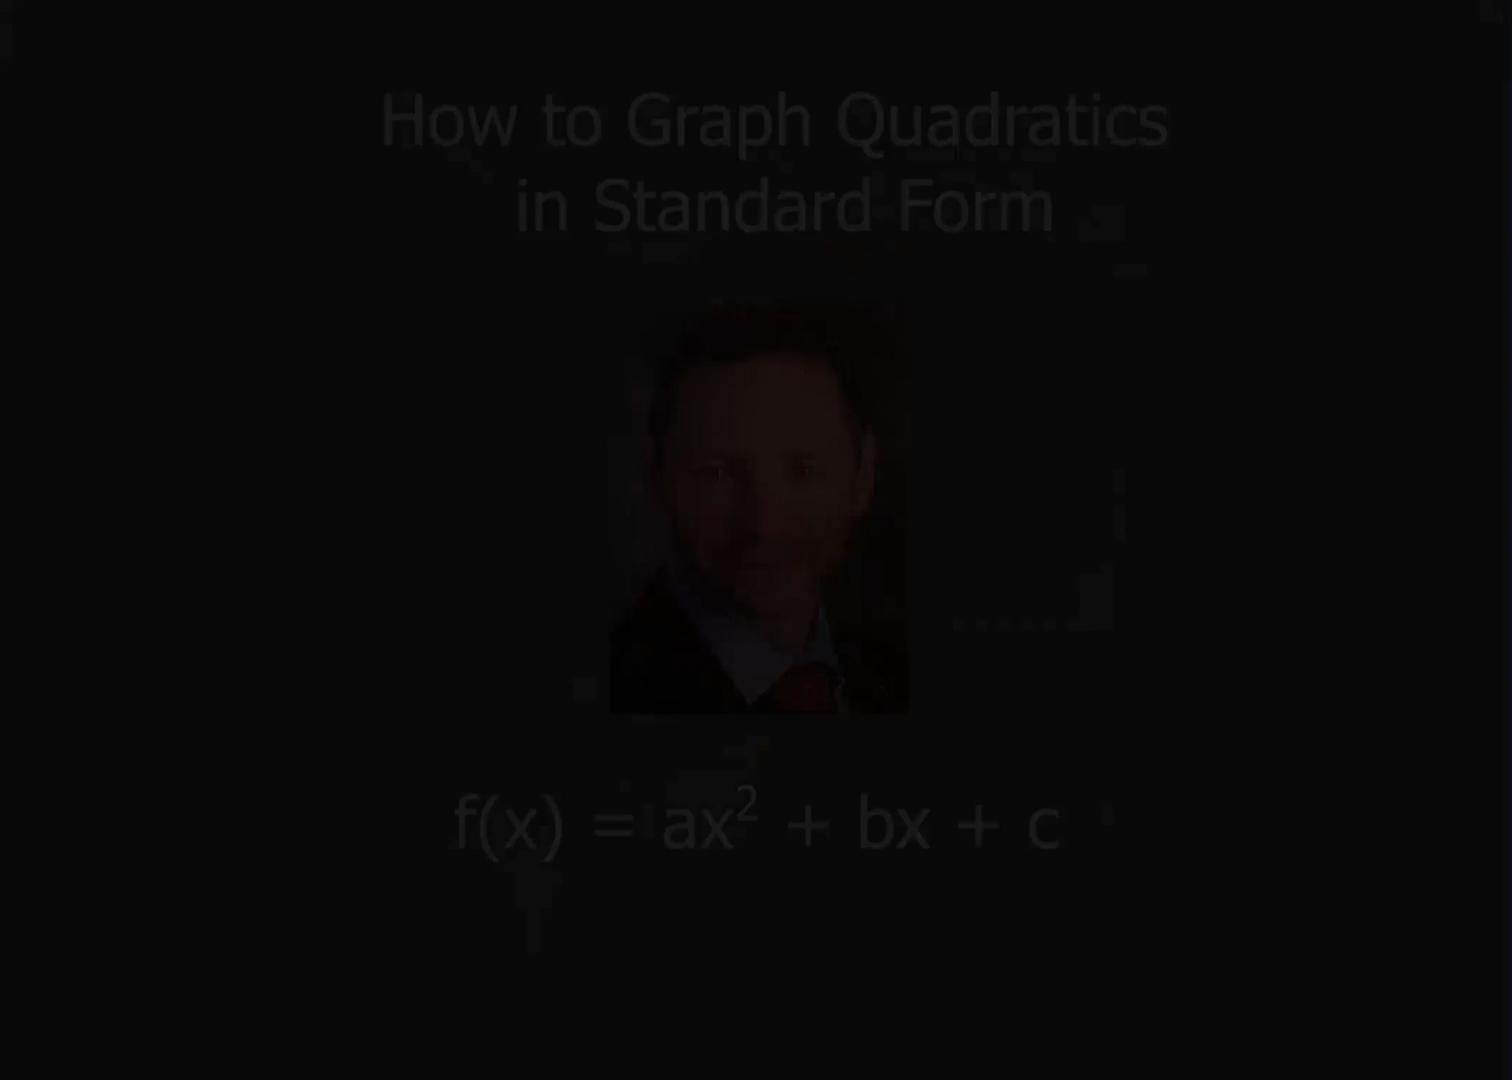 How to Graph Quadratics
in Standard Form
f(x) = ax² + bx + c